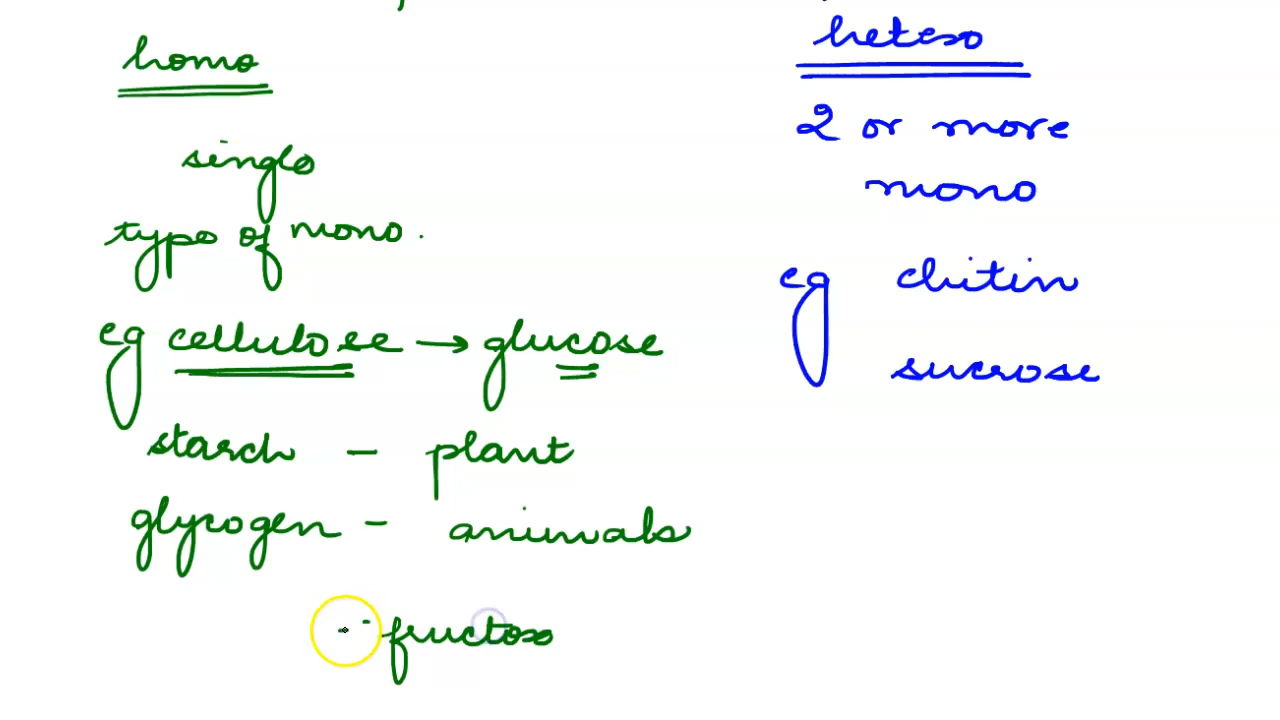 homo
single
type of mono.
eg cellulose → glucose
starch - plant
glycogen - animals
- fructose
hetero
2 or more
mono
eg chitin
sucrose